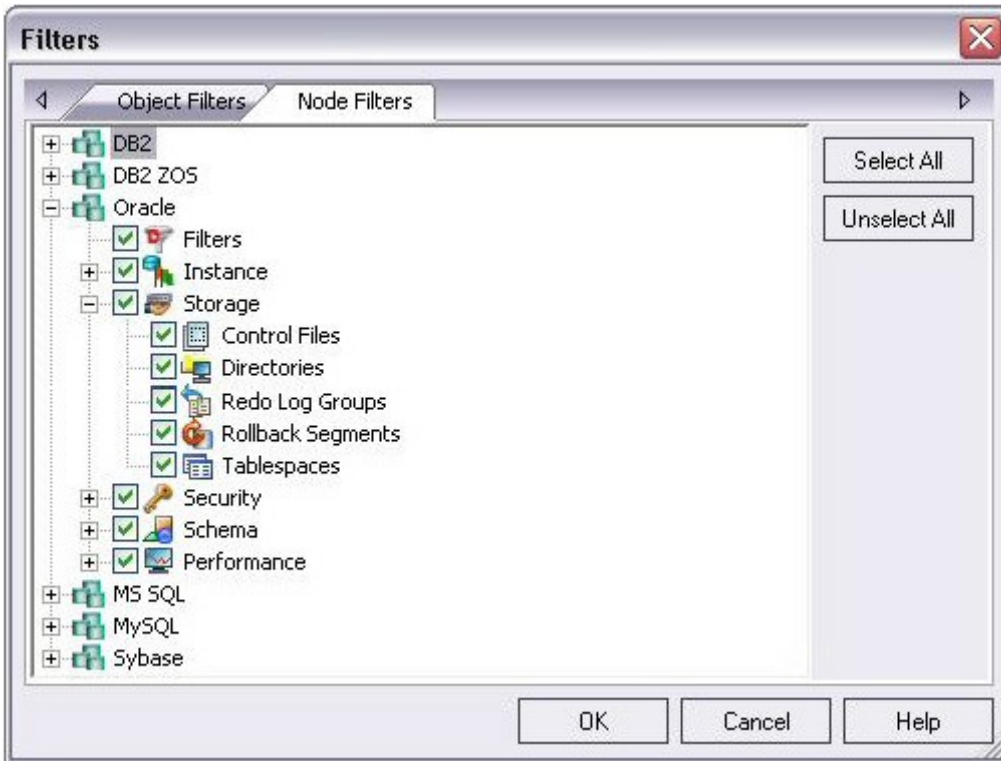 Filters
Object Filters Node Filters
DB2
DB2 ZOS
Oracle
Filters
Instance
Storage
Control Files
Directories
Redo Log Groups
Rollback Segments
Tablespaces
Security
Schema
Performance
MS SQL
MySQL
Sybase
Select All
Unselect All
OK Cancel Help